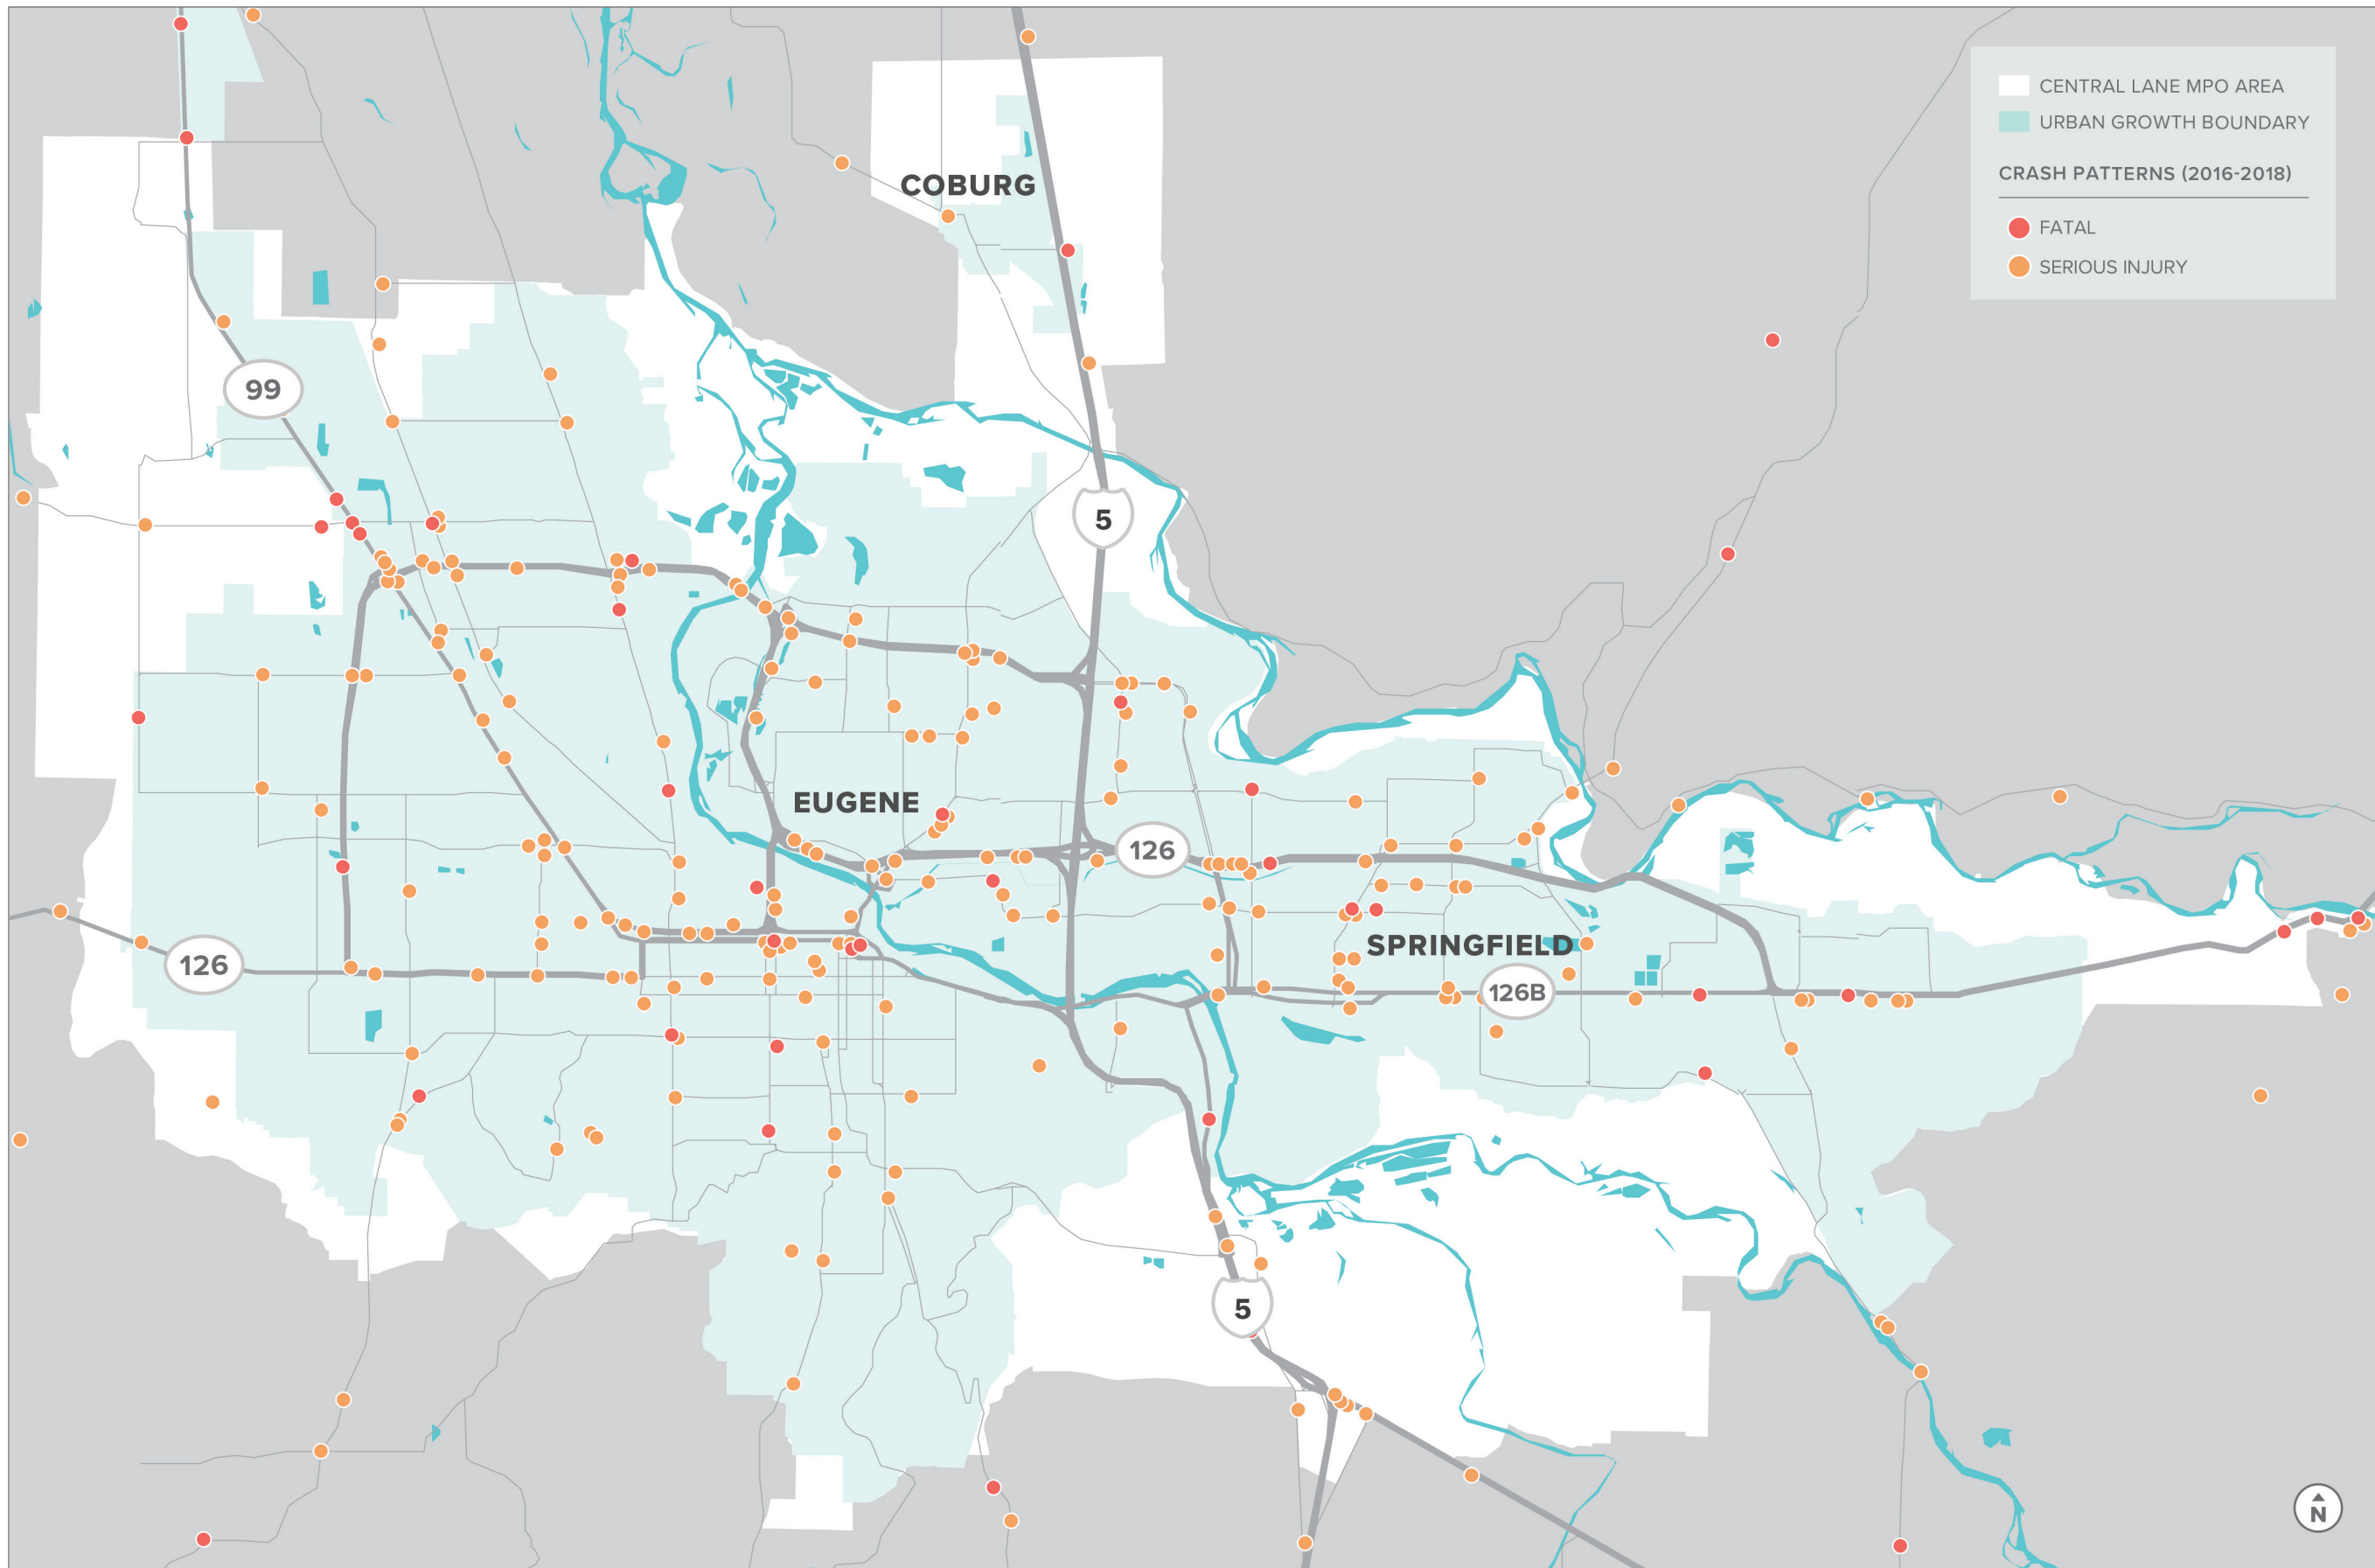 CENTRAL LANE MPO AREA
URBAN GROWTH BOUNDARY
CRASH PATTERNS (2016-2018)
FATAL
SERIOUS INJURY
COBURG
99
5
EUGENE
126
SPRINGFIELD
126
126B
5
N